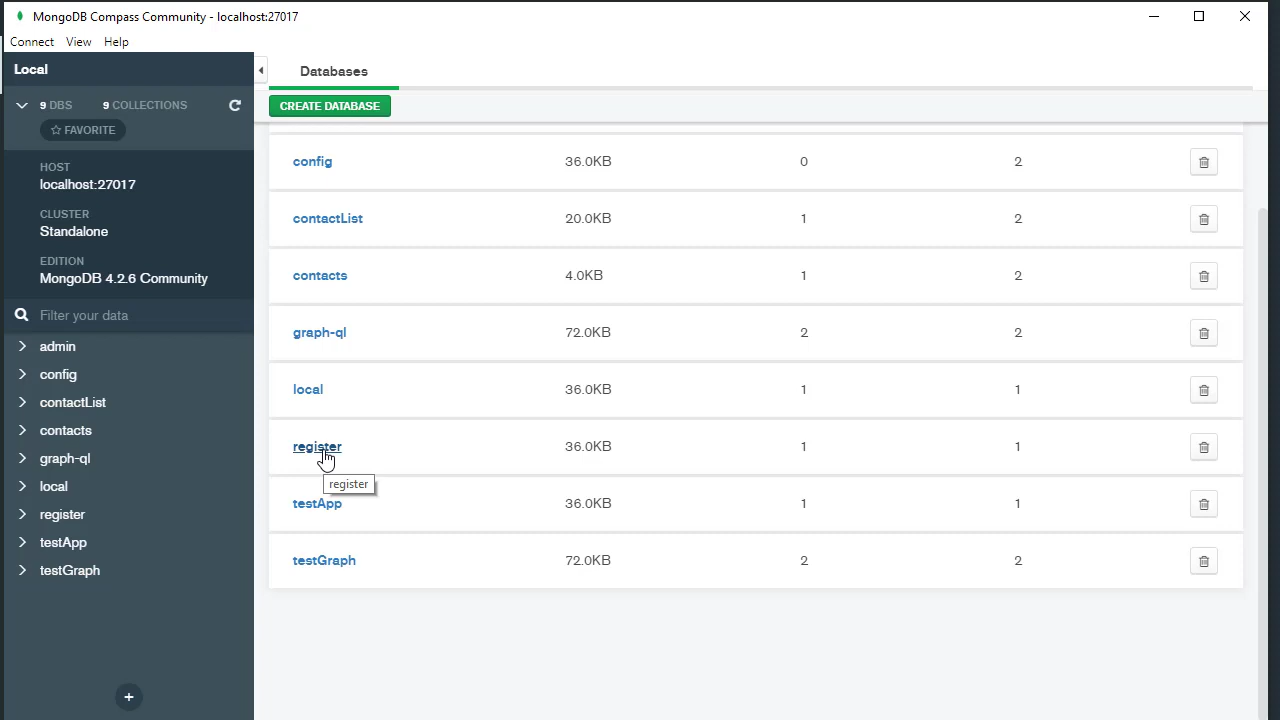 MongoDB Compass Community - localhost:27017
Connect View Help
Local
Databases
9 DBS 9 COLLECTIONS
CREATE DATABASE
FAVORITE
HOST
localhost:27017
CLUSTER
Standalone
EDITION
MongoDB 4.2.6 Community
Filter your data
admin
config
contactList
contacts
graph-ql
local
register
testApp
testGraph
+
config 36.0KB 0 2
contactList 20.0KB 1 2
contacts 4.0KB 1 2
graph-ql 72.0KB 2 2
local 36.0KB 1 1
register 36.0KB 1 1
register
testApp 36.0KB 1 1
testGraph 72.0KB 2 2